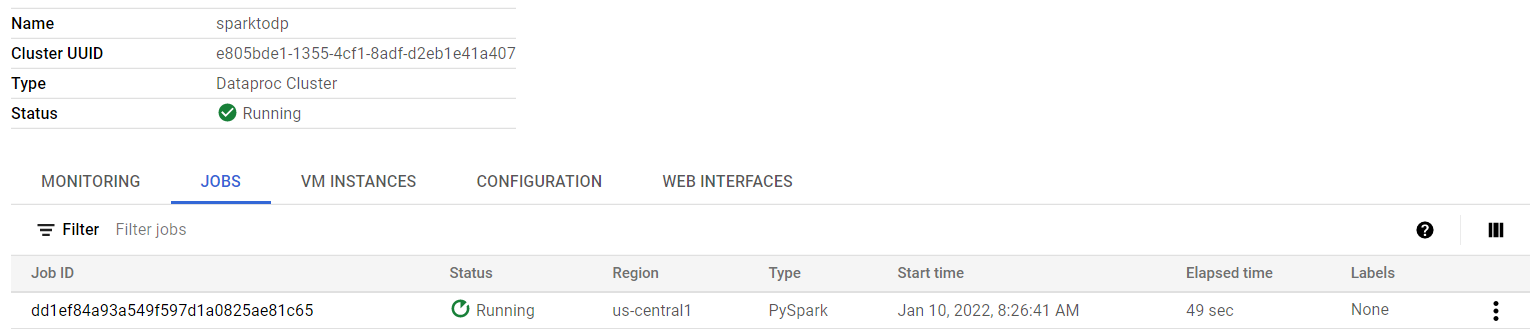 Name sparktodp
Cluster UUID e805bde1-1355-4cf1-8adf-d2eb1e41a407
Type Dataproc Cluster
Status Running
MONITORING JOBS VM INSTANCES CONFIGURATION WEB INTERFACES
Filter Filter jobs
Job ID Status Region Type Start time Elapsed time Labels
dd1ef84a93a549f597d1a0825ae81c65 Running us-central1 PySpark Jan 10, 2022, 8:26:41 AM 49 sec None